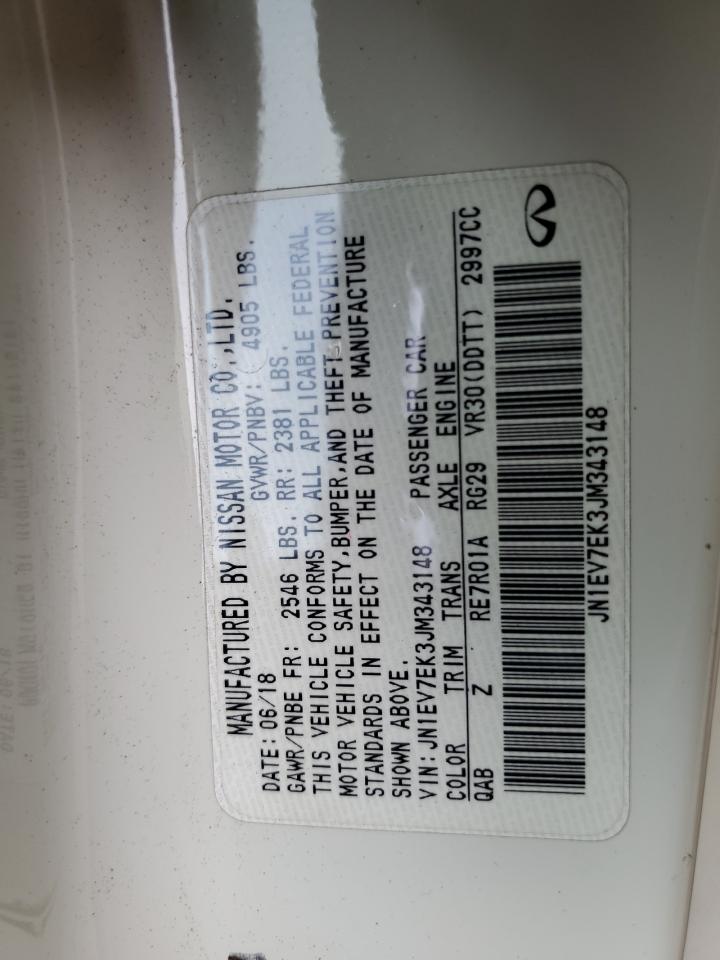 MANUFACTURED BY NISSAN MOTOR CO.,LTD.
DATE: 06/18 GVWR/PNBV: 4905 LBS.
GAWR/PNBE FR: 2546 LBS. RR: 2381 LBS.
THIS VEHICLE CONFORMS TO ALL APPLICABLE FEDERAL
MOTOR VEHICLE SAFETY,BUMPER,AND THEFT PREVENTION
STANDARDS IN EFFECT ON THE DATE OF MANUFACTURE
SHOWN ABOVE.
VIN: JN1EV7EK3JM343148 PASSENGER CAR
COLOR TRIM TRANS AXLE ENGINE
QAB Z RE7R01A RG29 VR30(DDTT) 2997CC
JN1EV7EK3JM343148